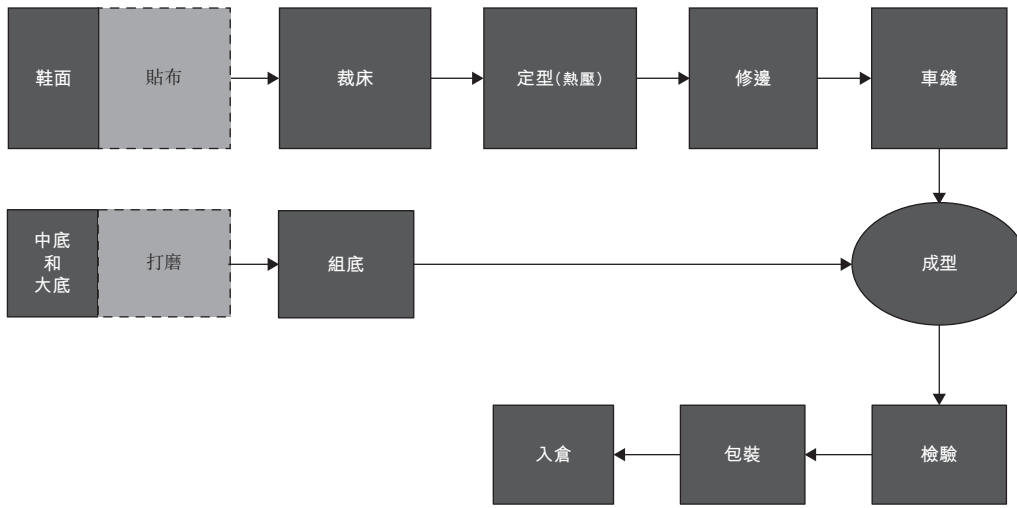 鞋面
貼布
裁床
定型(熱壓)
修邊
車縫
中底
和
大底
打磨
組底
成型
入倉
包裝
檢驗